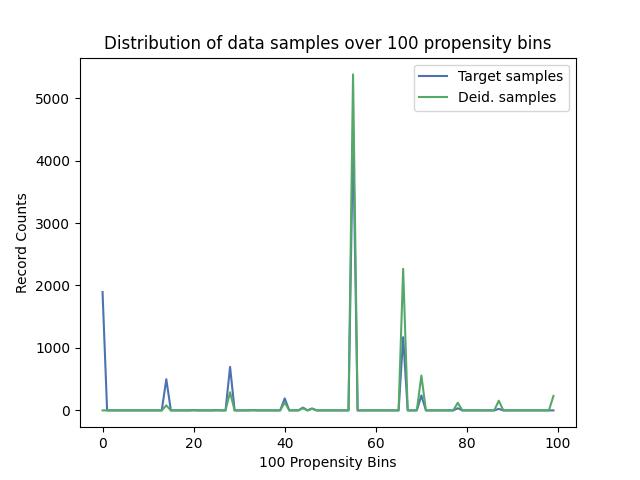 Distribution of data samples over 100 propensity bins
Target samples
Deid. samples
Record Counts
5000
4000
3000
2000
1000
0
0 20 40 60 80 100
100 Propensity Bins